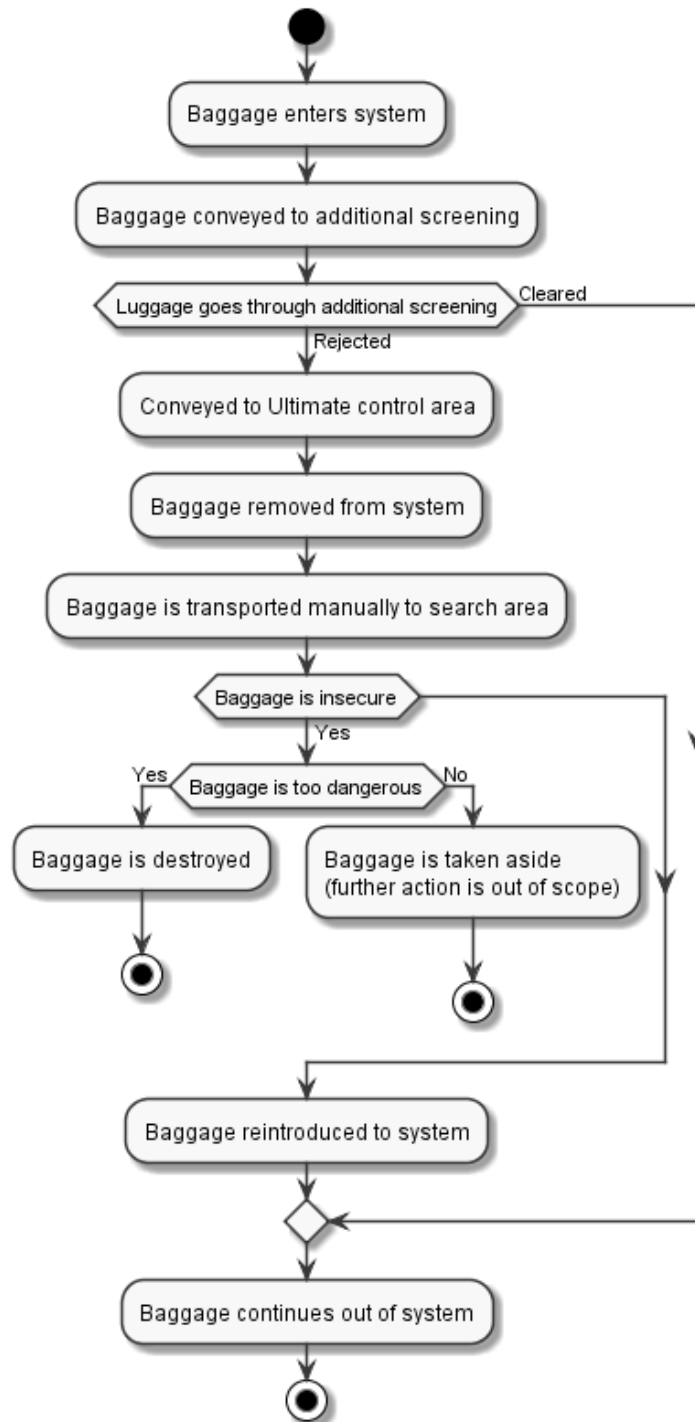 Baggage enters system
Baggage conveyed to additional screening
Luggage goes through additional screening
Cleared
Rejected
Conveyed to Ultimate control area
Baggage removed from system
Baggage is transported manually to search area
Baggage is insecure
Yes
Yes
Baggage is too dangerous
No
Baggage is destroyed
Baggage is taken aside
(further action is out of scope)
Baggage reintroduced to system
Baggage continues out of system